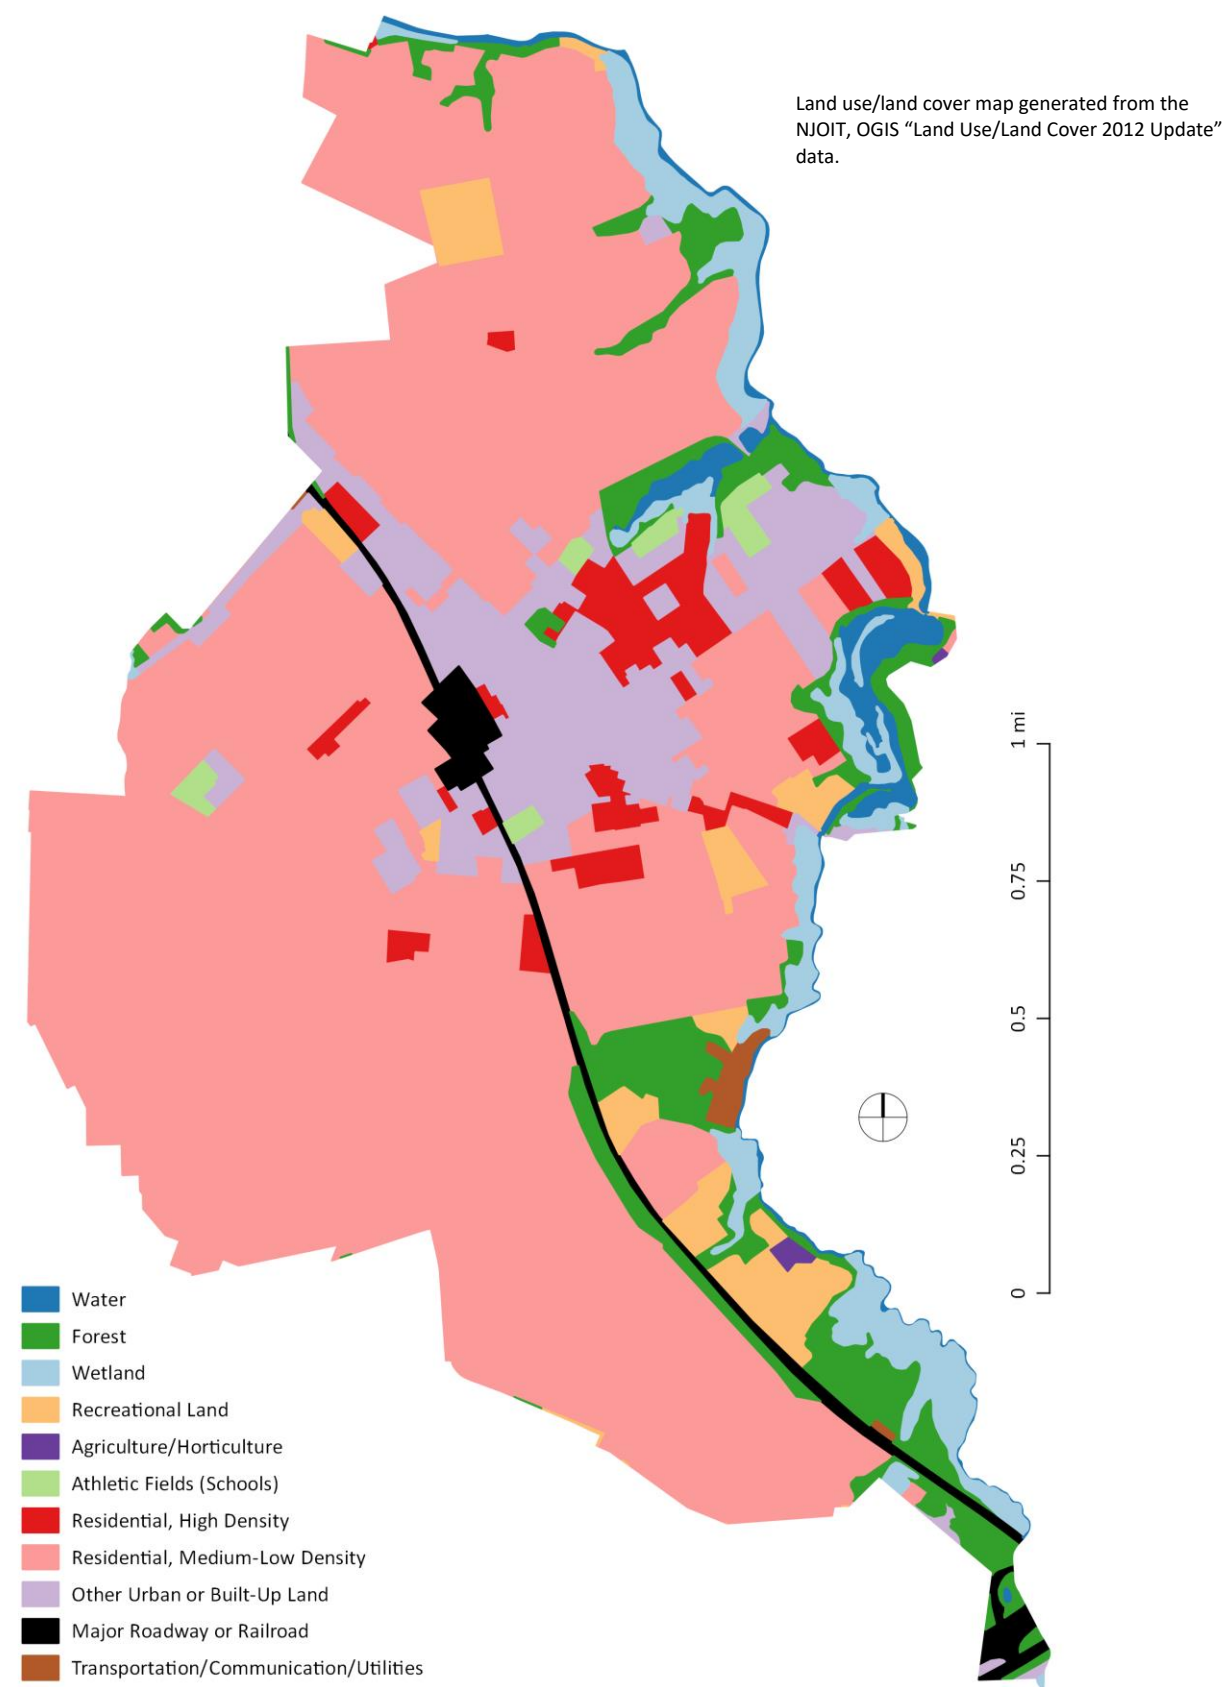 Land use/land cover map generated from the
NJOIT, OGIS “Land Use/Land Cover 2012 Update”
data.
1 mi
0.75
0.5
0.25
0
Water
Forest
Wetland
Recreational Land
Agriculture/Horticulture
Athletic Fields (Schools)
Residential, High Density
Residential, Medium-Low Density
Other Urban or Built-Up Land
Major Roadway or Railroad
Transportation/Communication/Utilities